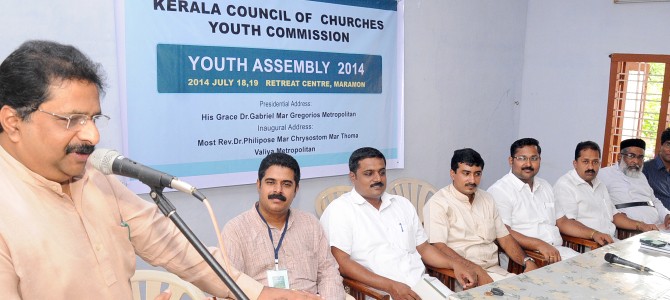 KERALA COUNCIL OF CHURCHES
YOUTH COMMISSION
YOUTH ASSEMBLY 2014
2014 JULY 18,19 RETREAT CENTRE, MARAMON
Presidential Address:
His Grace Dr.Gabriel Mar Gregorios Metropolitan
Inaugural Address:
Most Rev.Dr.Philipose Mar Chrysostom Mar Thoma
Valiya Metropolitan